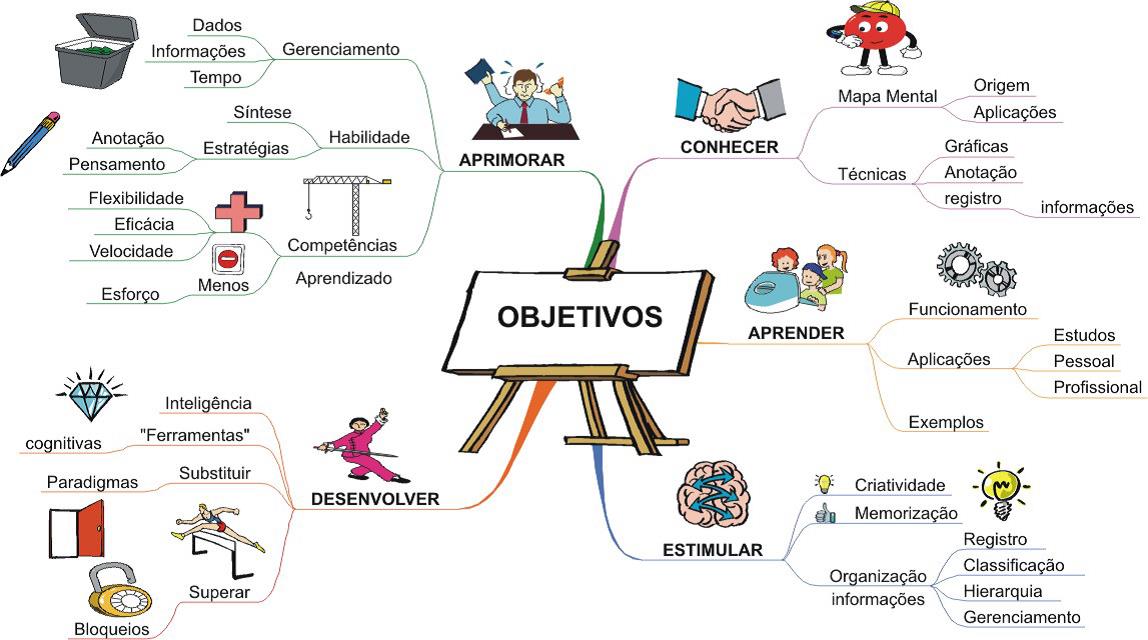 OBJETIVOS
CONHECER
Mapa Mental
Origem
Aplicações
Técnicas
Gráficas
Anotação
registro
informações
APRENDER
Funcionamento
Aplicações
Estudos
Pessoal
Profissional
Exemplos
ESTIMULAR
Criatividade
Memorização
Organização
informações
Registro
Classificação
Hierarquia
Gerenciamento
DESENVOLVER
Inteligência
"Ferramentas"
cognitivas
Substituir
Paradigmas
Superar
Bloqueios
APRIMORAR
Gerenciamento
Dados
Informações
Tempo
Habilidade
Síntese
Estratégias
Anotação
Pensamento
Competências
Aprendizado
Flexibilidade
Eficácia
Velocidade
Menos
Esforço